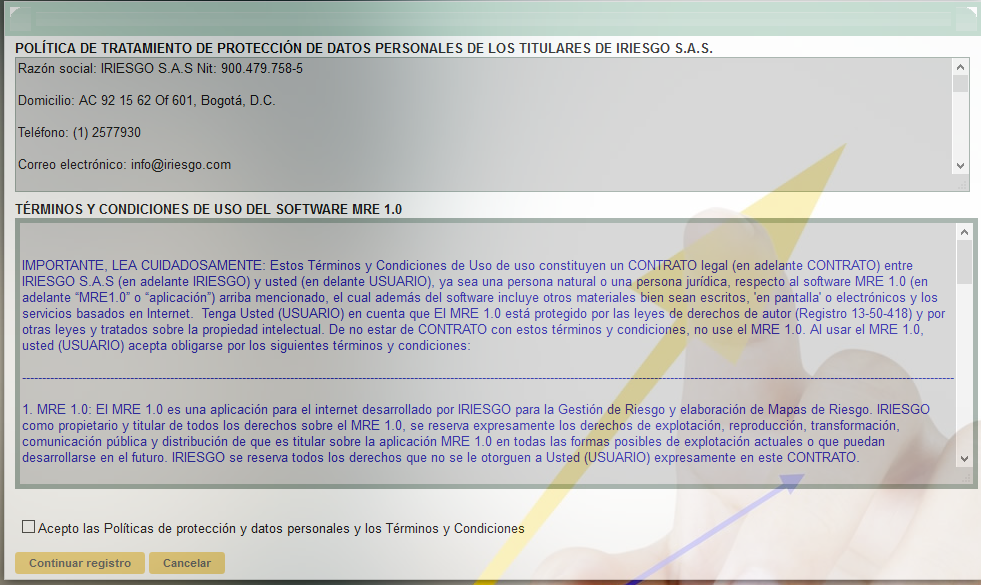 POLÍTICA DE TRATAMIENTO DE PROTECCIÓN DE DATOS PERSONALES DE LOS TITULARES DE IRIESGO S.A.S.
Razón social: IRIESGO S.A.S Nit: 900.479.758-5
Domicilio: AC 92 15 62 Of 601, Bogotá, D.C.
Teléfono: (1) 2577930
Correo electrónico: info@iriesgo.com
TÉRMINOS Y CONDICIONES DE USO DEL SOFTWARE MRE 1.0
IMPORTANTE, LEA CUIDADOSAMENTE: Estos Términos y Condiciones de Uso de uso constituyen un CONTRATO legal (en adelante CONTRATO) entre
IRIESGO S.A.S (en adelante IRIESGO) y usted (en delante USUARIO), ya sea una persona natural o una persona jurídica, respecto al software MRE 1.0 (en
adelante “MRE1.0” o “aplicación”) arriba mencionado, el cual además del software incluye otros materiales bien sean escritos, 'en pantalla' o electrónicos y los
servicios basados en Internet.  Tenga Usted (USUARIO) en cuenta que El MRE 1.0 está protegido por las leyes de derechos de autor (Registro 13-50-418) y por
otras leyes y tratados sobre la propiedad intelectual. De no estar de CONTRATO con estos términos y condiciones, no use el MRE 1.0. Al usar el MRE 1.0,
usted (USUARIO) acepta obligarse por los siguientes términos y condiciones:
1. MRE 1.0: El MRE 1.0 es una aplicación para el internet desarrollado por IRIESGO para la Gestión de Riesgo y elaboración de Mapas de Riesgo. IRIESGO
como propietario y titular de todos los derechos sobre el MRE 1.0, se reserva expresamente los derechos de explotación, reproducción, transformación,
comunicación pública y distribución de que es titular sobre la aplicación MRE 1.0 en todas las formas posibles de explotación actuales o que puedan
desarrollarse en el futuro. IRIESGO se reserva todos los derechos que no se le otorguen a Usted (USUARIO) expresamente en este CONTRATO.
Acepto las Políticas de protección y datos personales y los Términos y Condiciones
Continuar registro
Cancelar